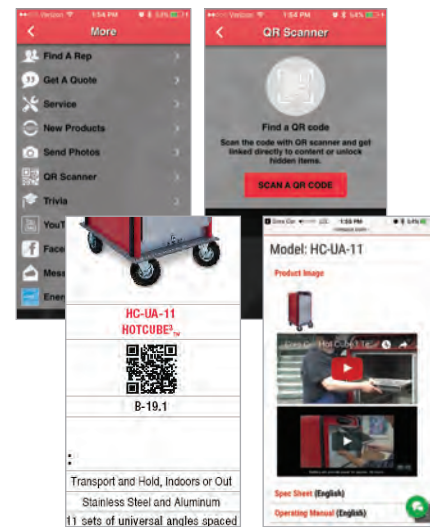 Verizon
1:54 PM
54%
More
Find A Rep
Get A Quote
Service
New Products
Send Photos
QR Scanner
Trivia
YouT
Face
Mess
Ener
Verizon
1:54 PM
54%
QR Scanner
Find a QR code
Scan the code with QR scanner and get
linked directly to content or unlock
hidden items.
SCAN A QR CODE
HC-UA-11
HOTCUBE³™
B-19.1
:
Transport and Hold, Indoors or Out
Stainless Steel and Aluminum
11 sets of universal angles spaced
1:55 PM
54%
Model: HC-UA-11
Product Image
Spec Sheet (English)
Operating Manual (English)